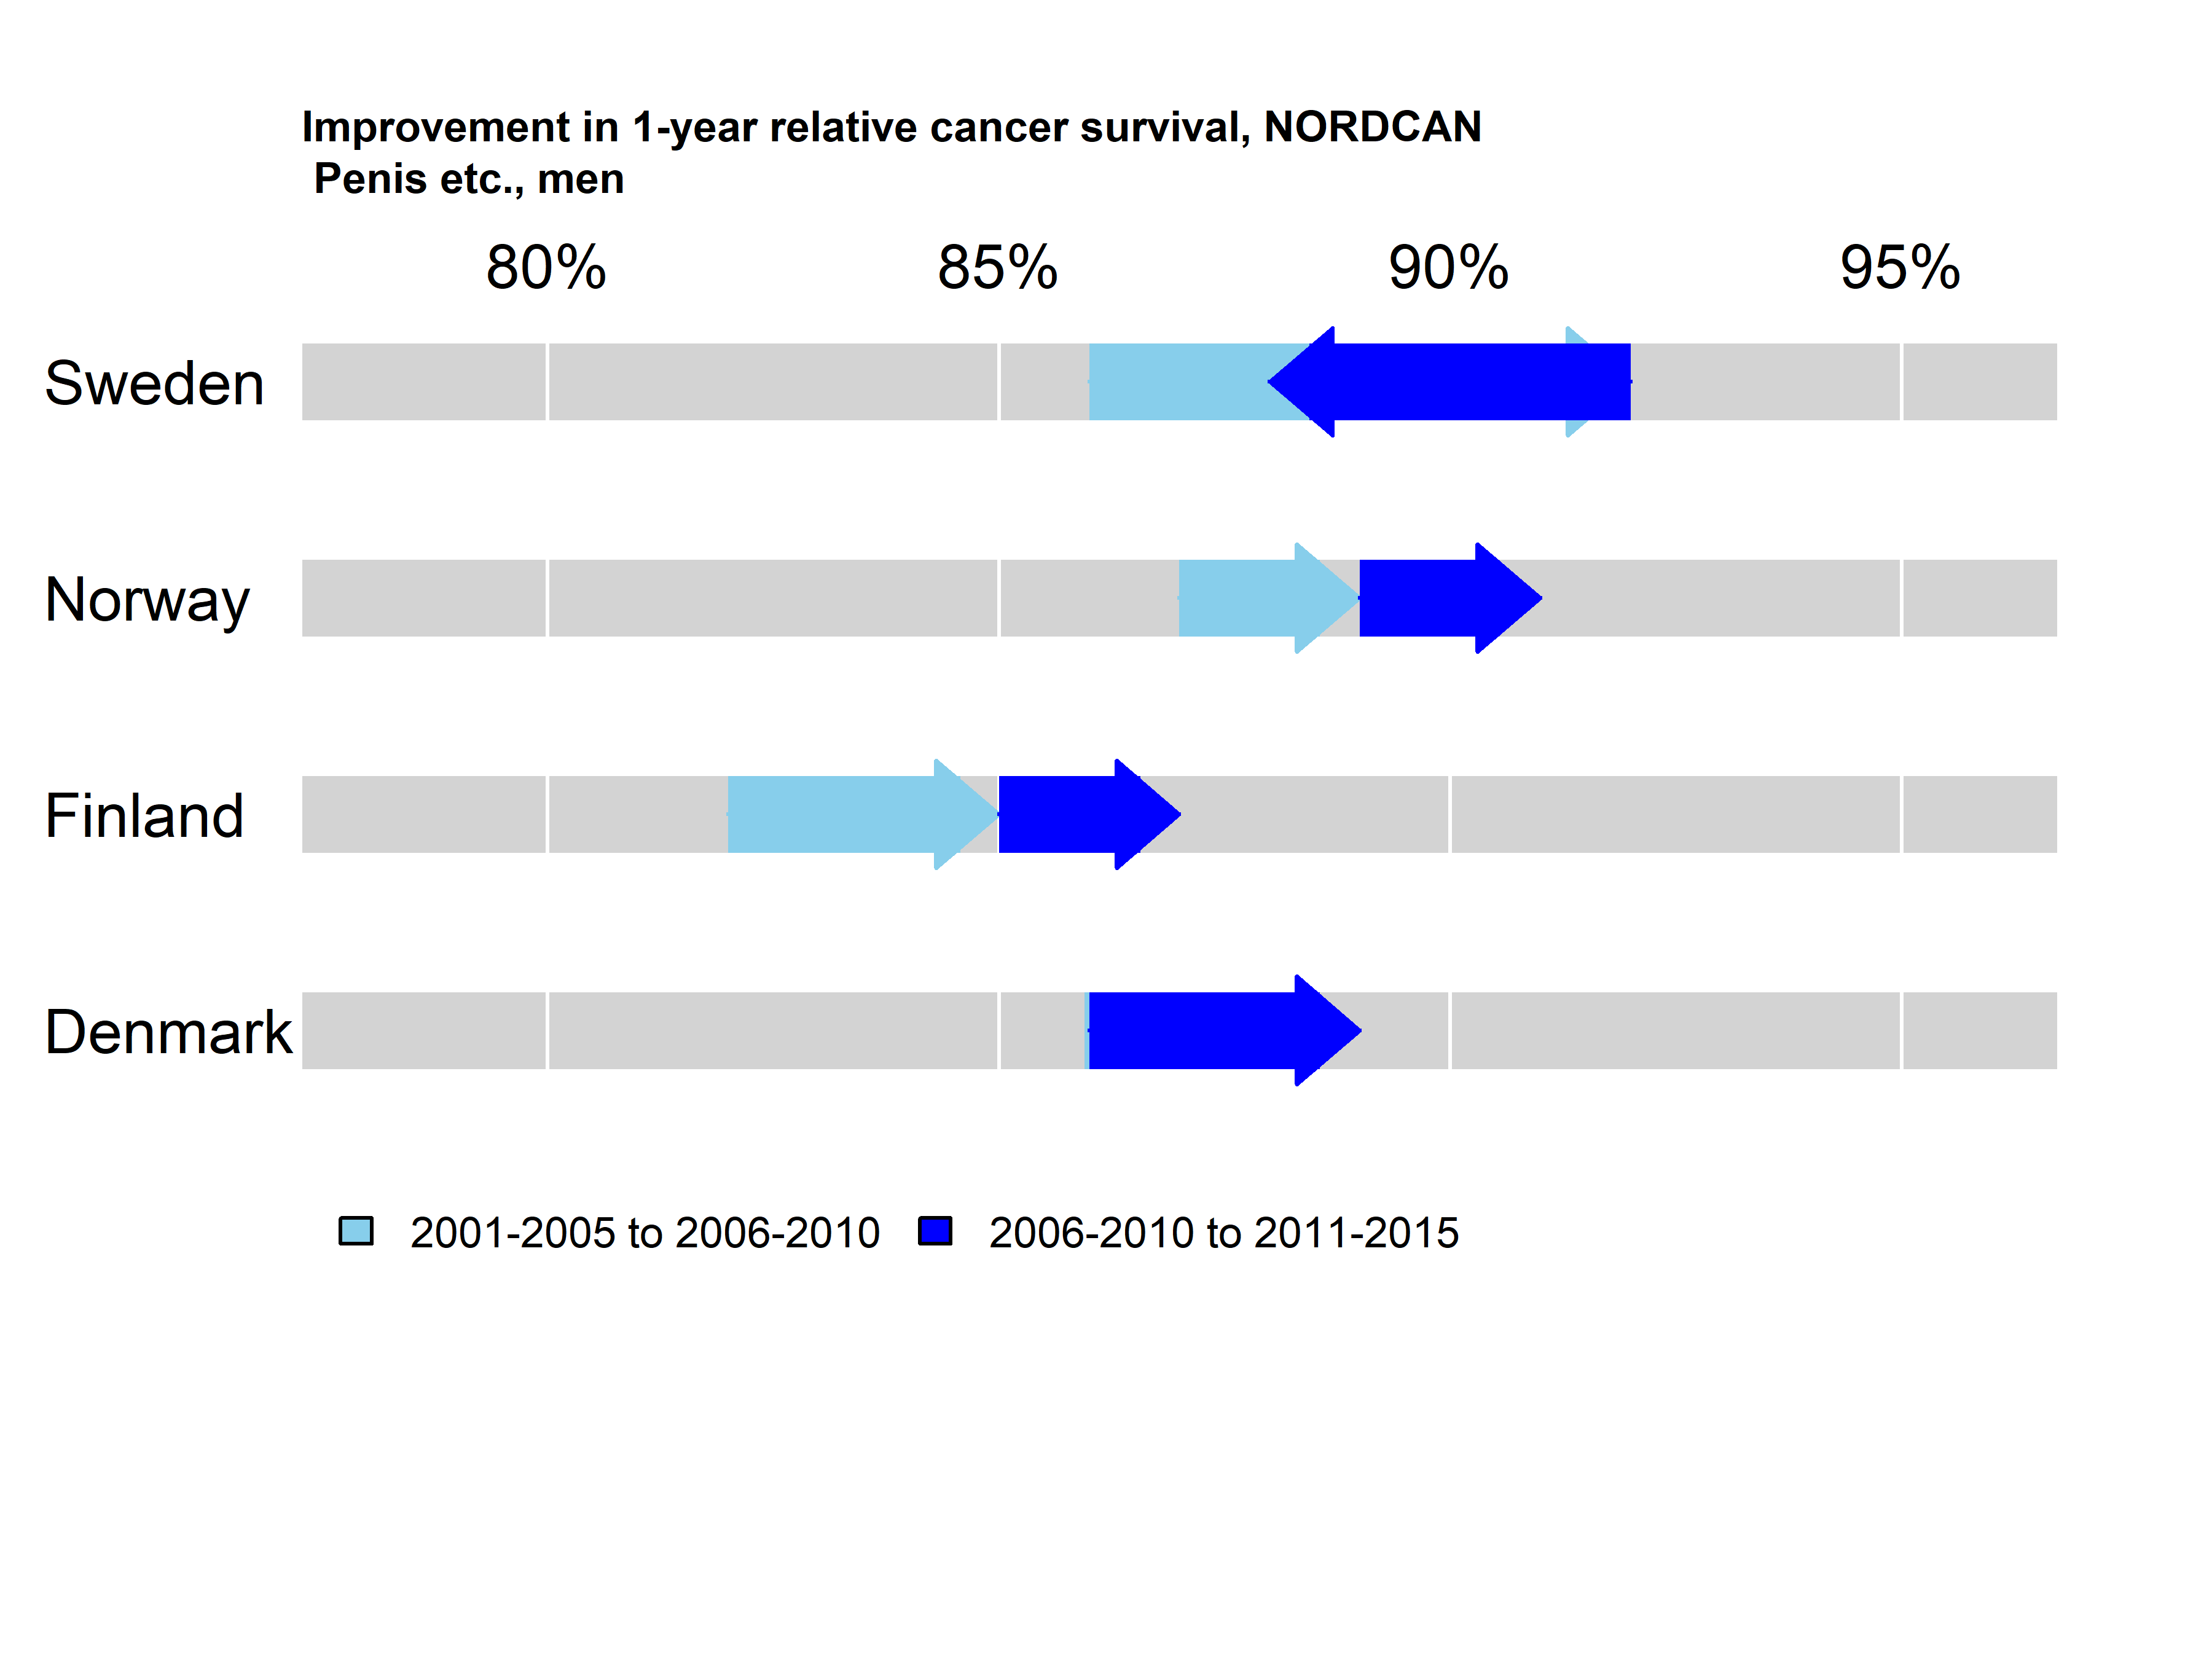 Improvement in 1-year relative cancer survival, NORDCAN
Penis etc., men
80% 85% 90% 95%
Sweden
Norway
Finland
Denmark
2001-2005 to 2006-2010 2006-2010 to 2011-2015